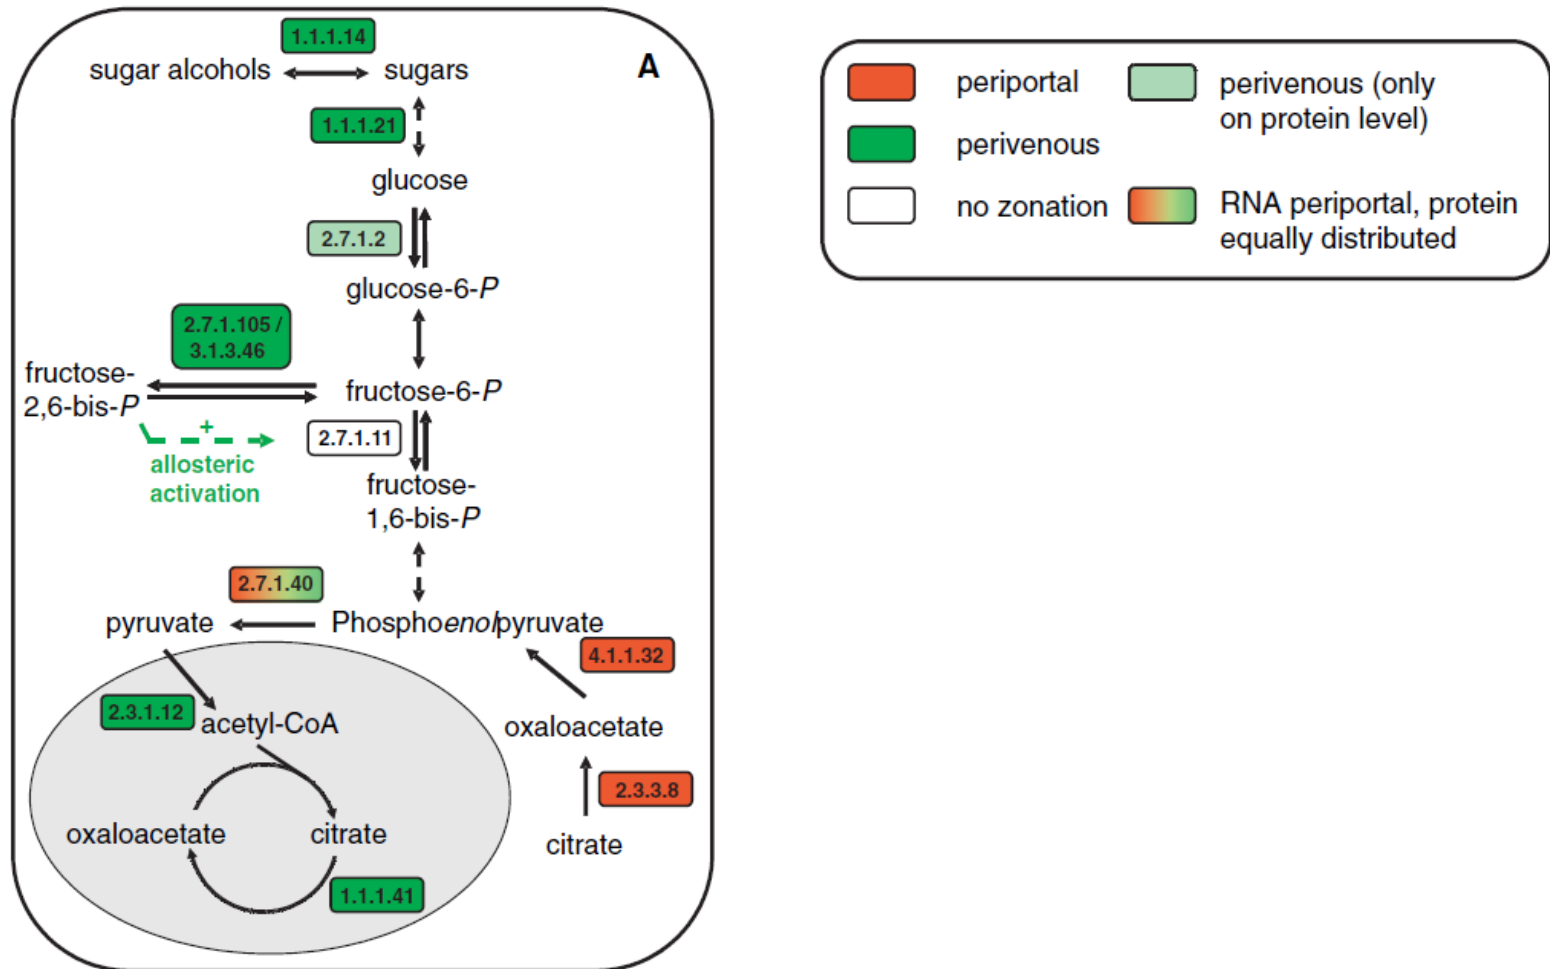 1.1.1.14
A
sugar alcohols
sugars
1.1.1.21
glucose
2.7.1.2
glucose-6-P
2.7.1.105 /
3.1.3.46
fructose-
2,6-bis-P
fructose-6-P
+
allosteric
activation
2.7.1.11
fructose-
1,6-bis-P
2.7.1.40
pyruvate
Phosphoenolpyruvate
4.1.1.32
2.3.1.12
acetyl-CoA
oxaloacetate
2.3.3.8
oxaloacetate
citrate
citrate
1.1.1.41
periportal
perivenous
no zonation
perivenous (only
on protein level)
RNA periportal, protein
equally distributed